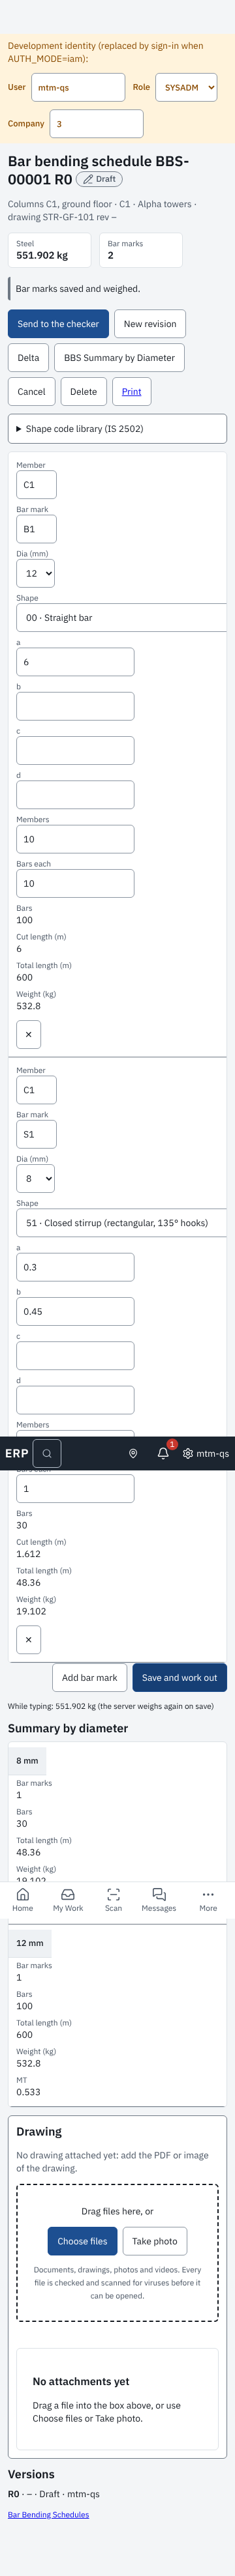 Development identity (replaced by sign-in when
AUTH_MODE=iam):
User mtm-qs Role SYSADM
Company 3
Bar bending schedule BBS-
00001 R0 Draft
Columns C1, ground floor · C1 · Alpha towers ·
drawing STR-GF-101 rev –
Steel
551.902 kg
Bar marks
2
Bar marks saved and weighed.
Send to the checker New revision
Delta BBS Summary by Diameter
Cancel Delete Print
Shape code library (IS 2502)
Member
C1
Bar mark
B1
Dia (mm)
12
Shape
00 · Straight bar
a
6
b
c
d
Members
10
Bars each
10
Bars
100
Cut length (m)
6
Total length (m)
600
Weight (kg)
532.8
×
Member
C1
Bar mark
S1
Dia (mm)
8
Shape
51 · Closed stirrup (rectangular, 135° hooks)
a
0.3
b
0.45
c
d
Members
ERP 1 mtm-qs
1
Bars
30
Cut length (m)
1.612
Total length (m)
48.36
Weight (kg)
19.102
×
Add bar mark Save and work out
While typing: 551.902 kg (the server weighs again on save)
Summary by diameter
8 mm
Bar marks
1
Bars
30
Total length (m)
48.36
Weight (kg)
19.102
Home My Work Scan Messages More
12 mm
Bar marks
1
Bars
100
Total length (m)
600
Weight (kg)
532.8
MT
0.533
Drawing
No drawing attached yet: add the PDF or image
of the drawing.
Drag files here, or
Choose files Take photo
Documents, drawings, photos and videos. Every
file is checked and scanned for viruses before it
can be opened.
No attachments yet
Drag a file into the box above, or use
Choose files or Take photo.
Versions
R0 · – · Draft · mtm-qs
Bar Bending Schedules